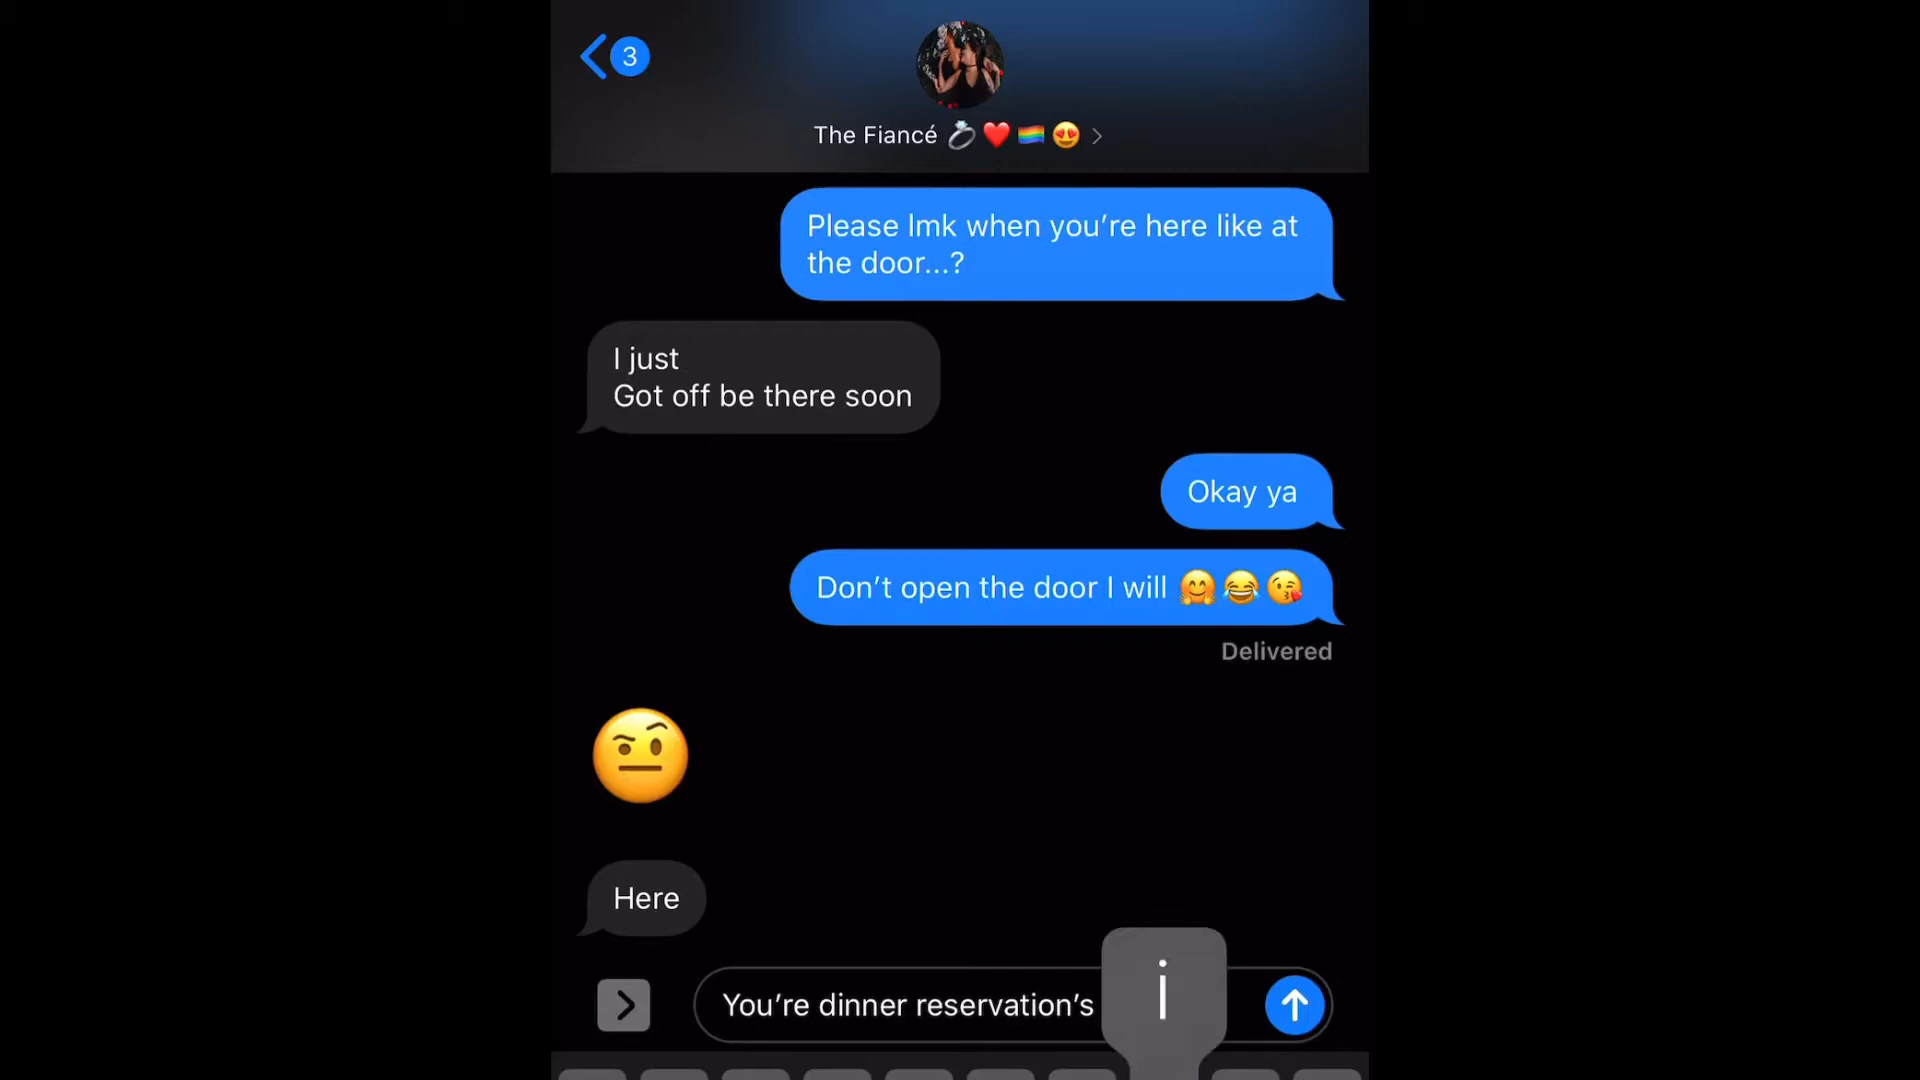 3
The Fiancé 💍❤️🏳️‍🌈😍
Please lmk when you’re here like at
the door...?
I just
Got off be there soon
Okay ya
Don’t open the door I will 🤗😂😘
Delivered
🤨
Here
You’re dinner reservation’s
i